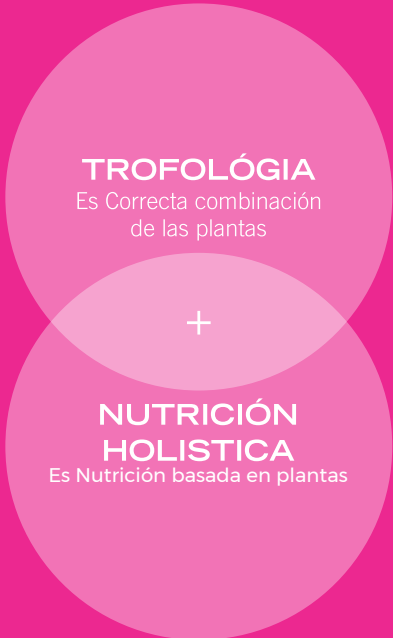 TROFOLÓGIA
Es Correcta combinación
de las plantas
+
NUTRICIÓN
HOLISTICA
Es Nutrición basada en plantas